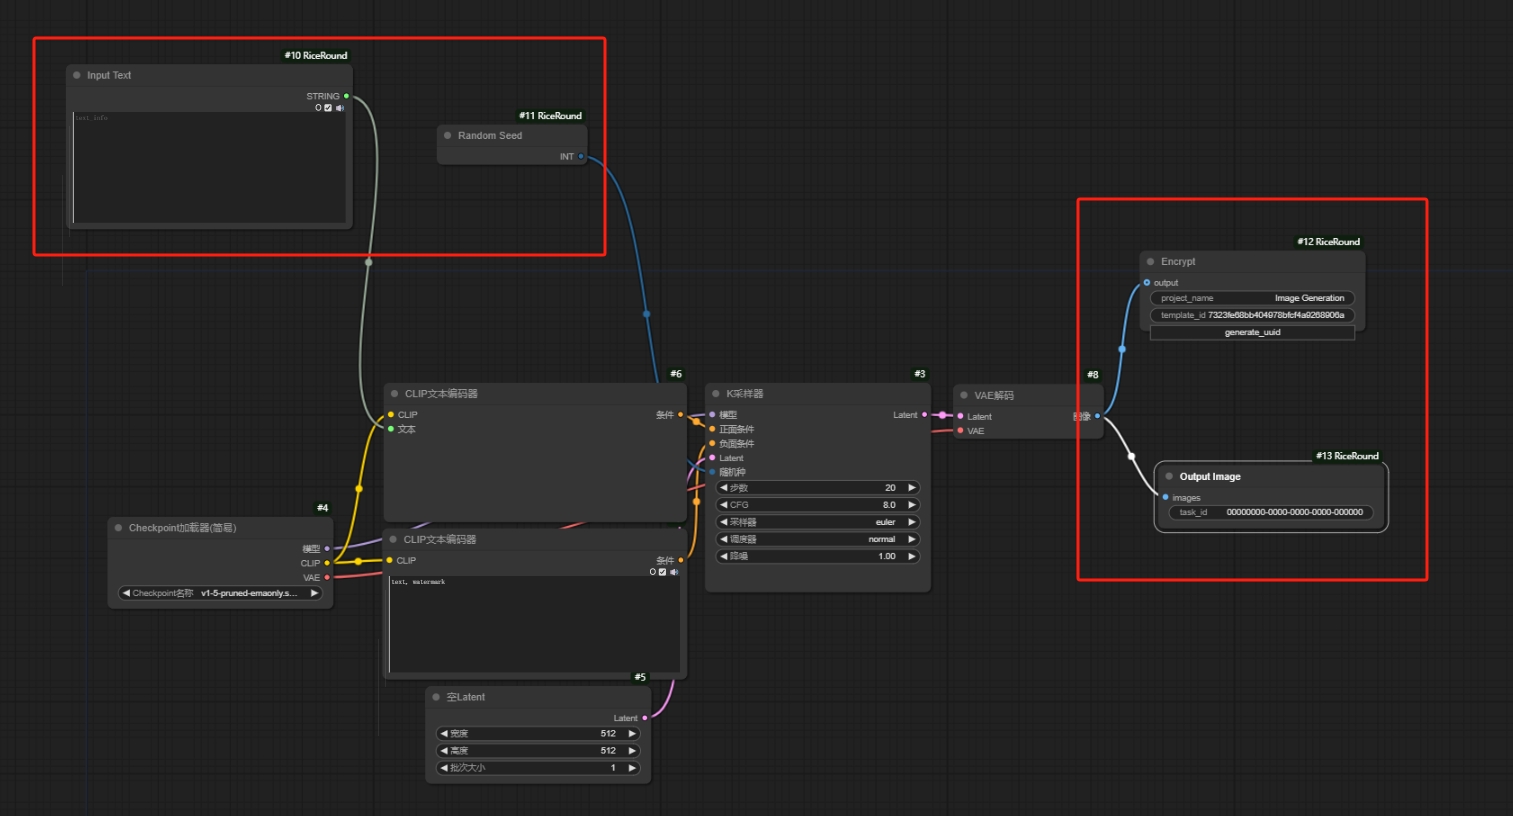 #10 RiceRound
Input Text
STRING
text_info
#11 RiceRound
Random Seed
INT
#12 RiceRound
Encrypt
output
project_name Image Generation
template_id 7323fe68bb404978bfcf4a9268906a
generate_uuid
#6
CLIP文本编码器
CLIP 条件
文本
#3
K采样器
模型 Latent
正面条件
负面条件
Latent
随机种
步数 20
CFG 8.0
采样器 euler
调度器 normal
降噪 1.00
#8
VAE解码
Latent 图像
VAE
#13 RiceRound
Output Image
images
task_id 00000000-0000-0000-0000-000000
#4
Checkpoint加载器(简易)
模型
CLIP
VAE
Checkpoint名称 v1-5-pruned-emaonly.s...
CLIP文本编码器
CLIP 条件
text, watermark
#5
空Latent
Latent
宽度 512
高度 512
批次大小 1